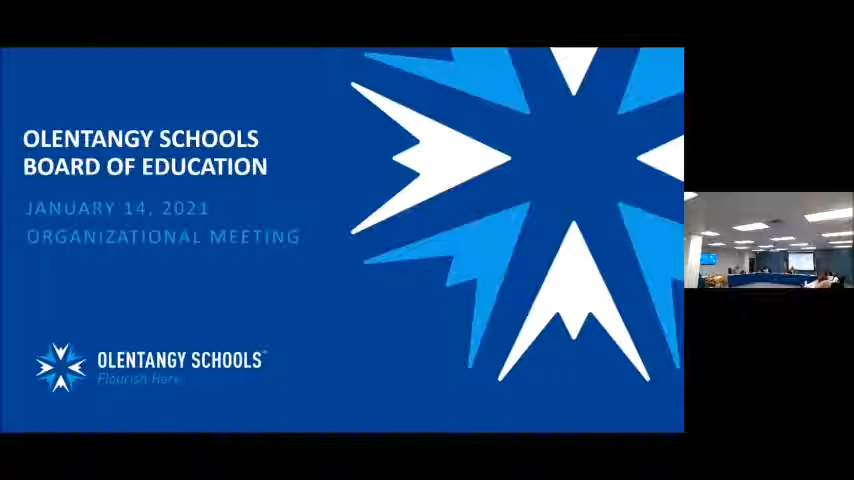 OLENTANGY SCHOOLS
BOARD OF EDUCATION
JANUARY 14, 2021
ORGANIZATIONAL MEETING
OLENTANGY SCHOOLS
Flourish Here